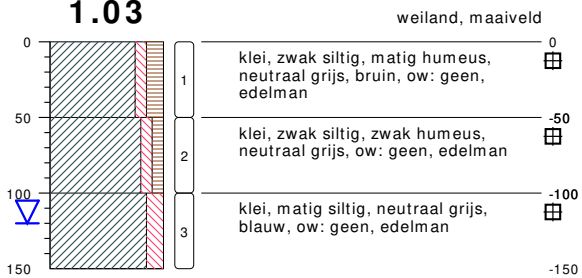 1.03
weiland, maaiveld
0
0
klei, zwak siltig, matig humeus,
neutraal grijs, bruin, ow: geen,
edelman
1
50
-50
klei, zwak siltig, zwak humeus,
neutraal grijs, ow: geen, edelman
2
100
-100
klei, matig siltig, neutraal grijs,
blauw, ow: geen, edelman
3
150
-150